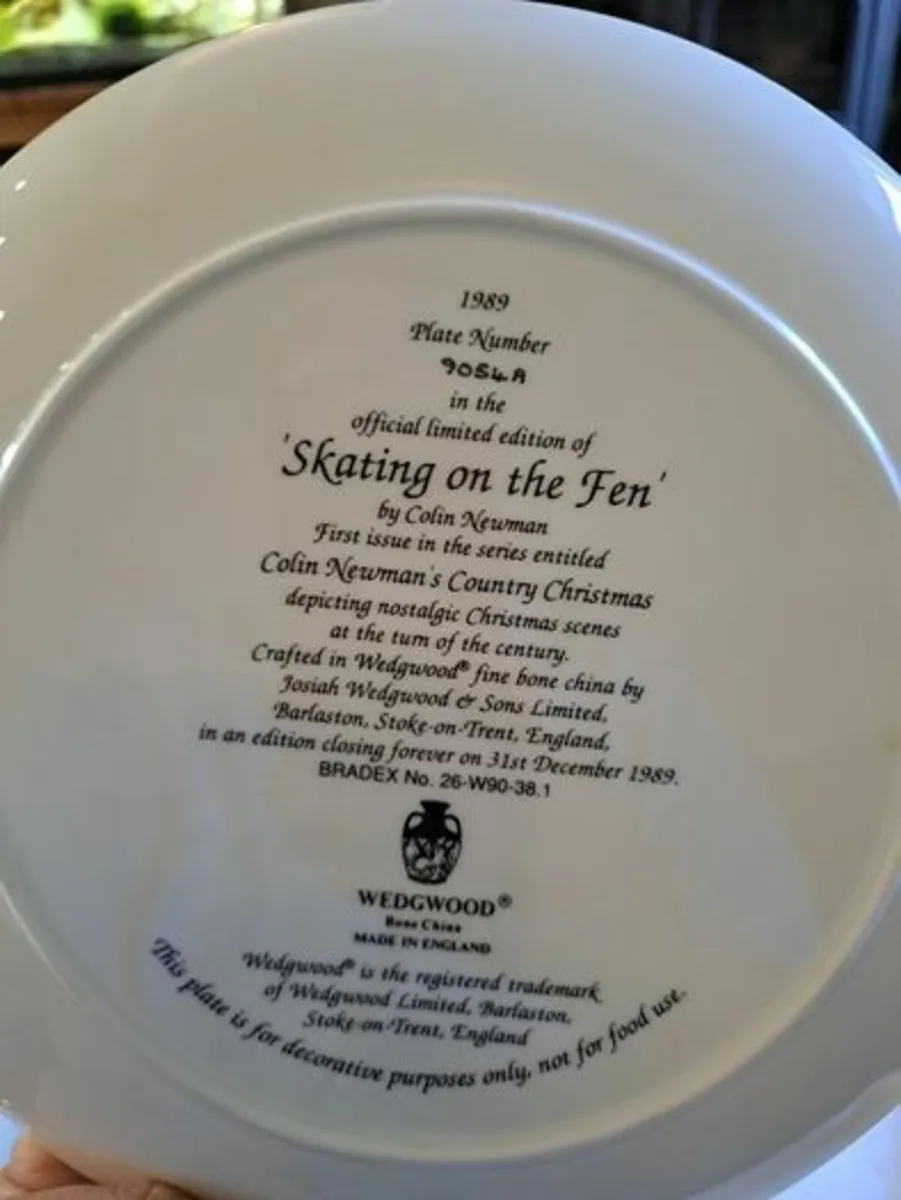 1989
Plate Number
9054A
in the
official limited edition of
'Skating on the Fen'
by Colin Newman
First issue in the series entitled
Colin Newman's Country Christmas
depicting nostalgic Christmas scenes
at the turn of the century.
Crafted in Wedgwood® fine bone china by
Josiah Wedgwood & Sons Limited,
Barlaston, Stoke-on-Trent, England,
in an edition closing forever on 31st December 1989.
BRADEX No. 26-W90-38.1
WEDGWOOD®
Bone China
MADE IN ENGLAND
Wedgwood® is the registered trademark
of Wedgwood Limited, Barlaston,
Stoke-on-Trent, England
This plate is for decorative purposes only, not for food use.